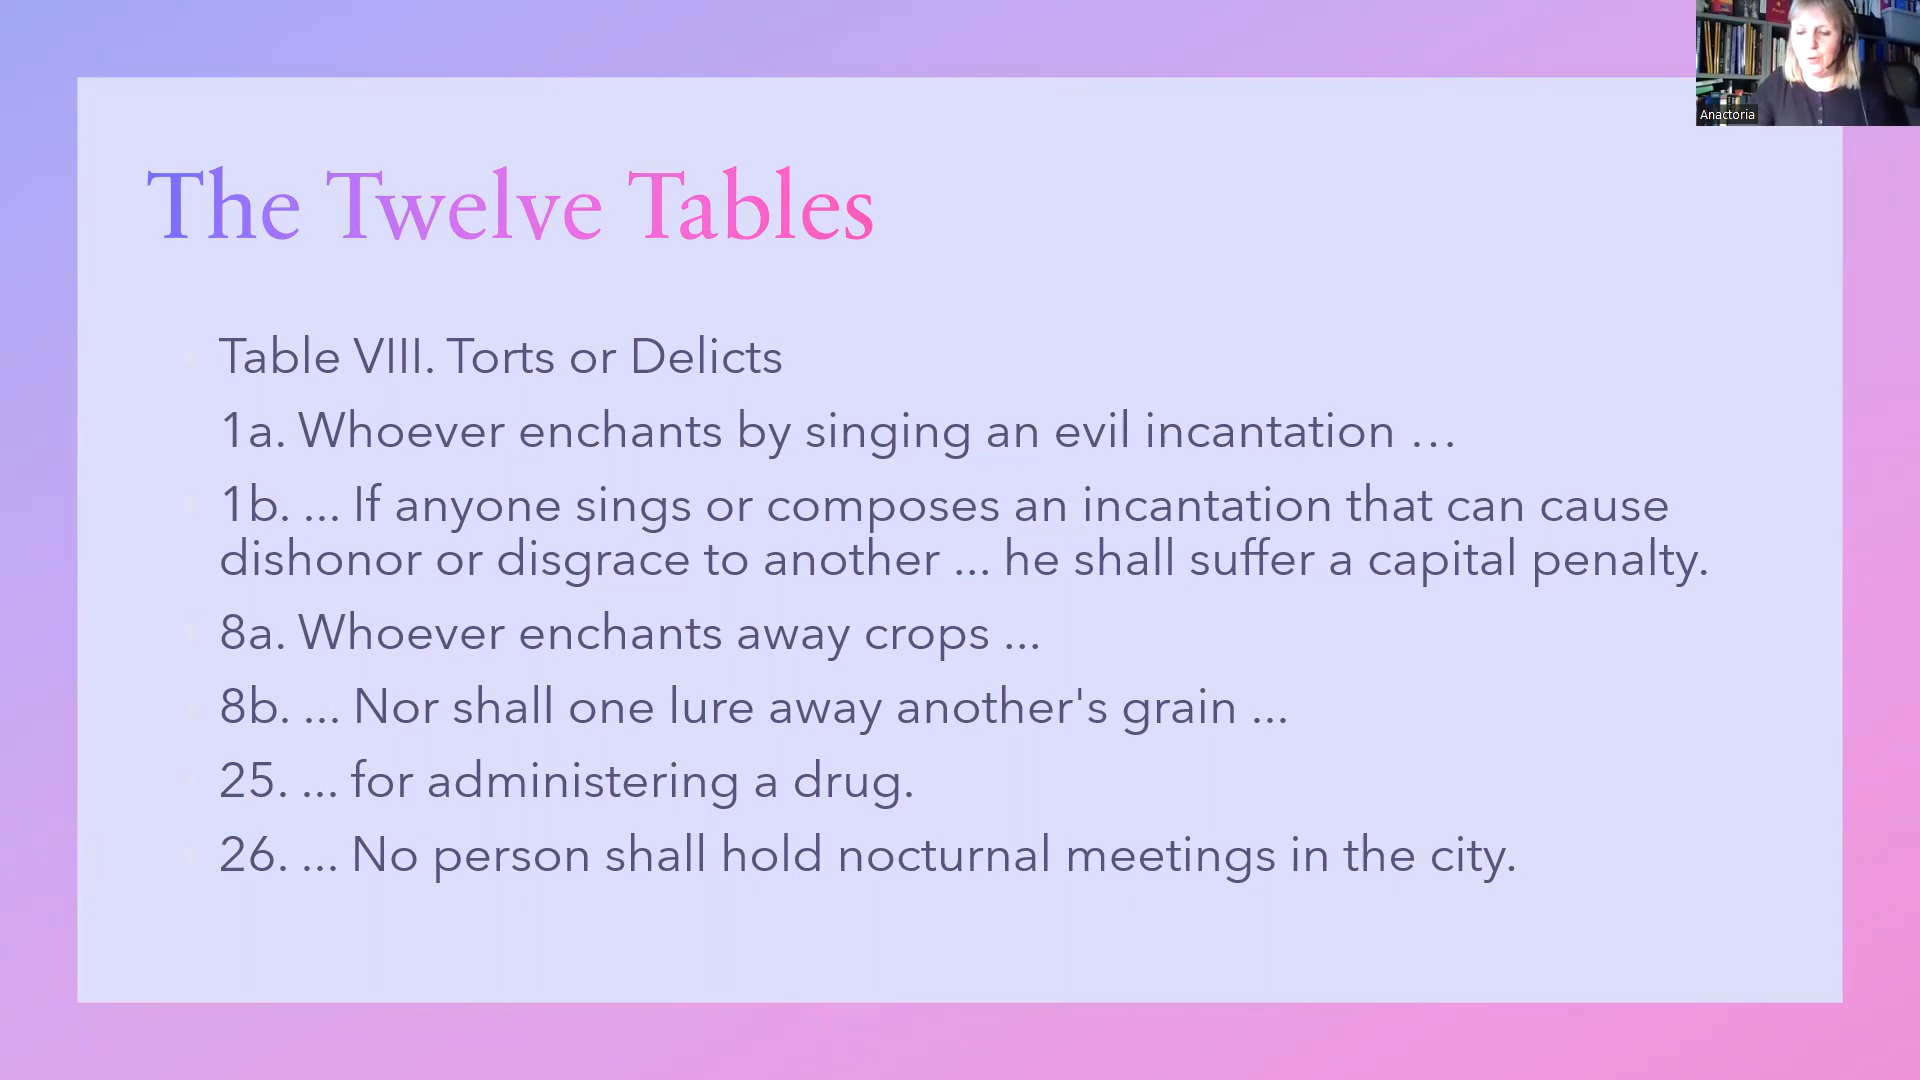 Anactoria
The Twelve Tables
Table VIII. Torts or Delicts
1a. Whoever enchants by singing an evil incantation …
1b. ... If anyone sings or composes an incantation that can cause
dishonor or disgrace to another ... he shall suffer a capital penalty.
8a. Whoever enchants away crops ...
8b. ... Nor shall one lure away another's grain ...
25. ... for administering a drug.
26. ... No person shall hold nocturnal meetings in the city.